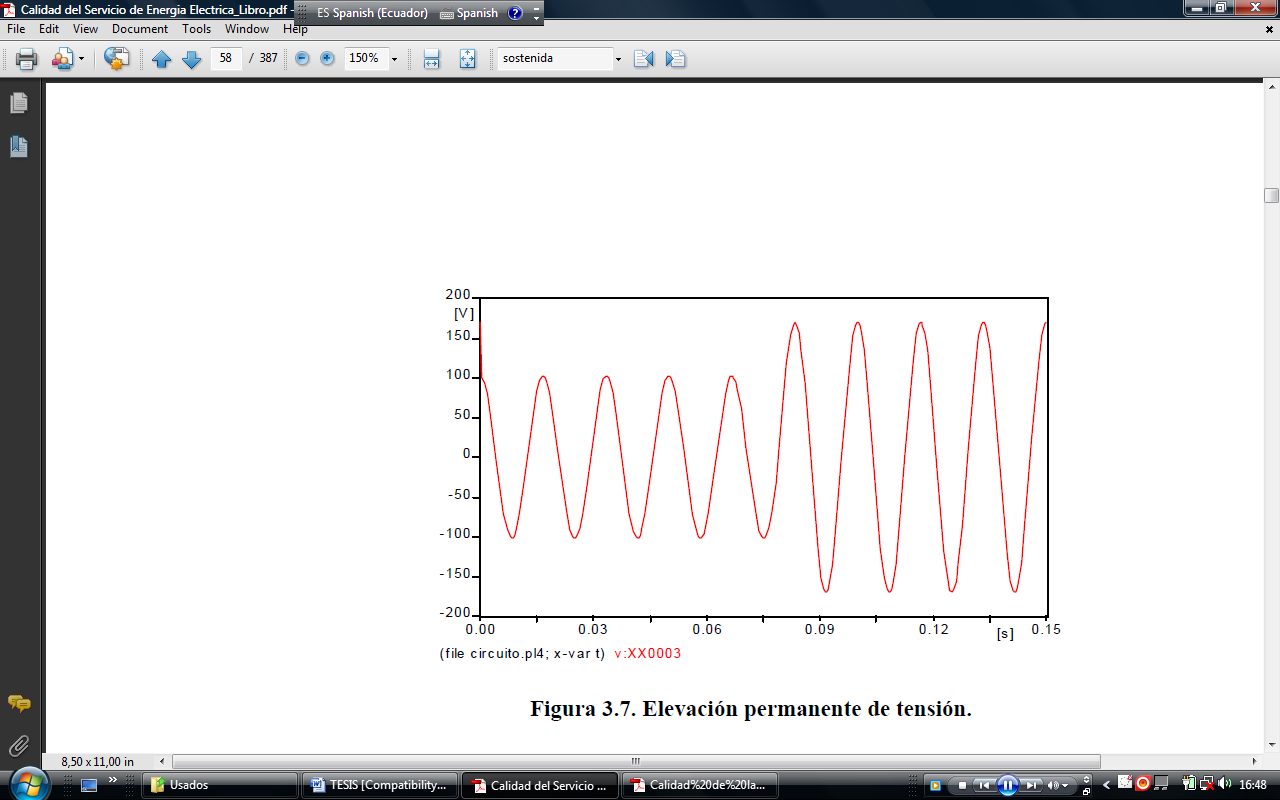 Calidad del Servicio de Energia Electrica_Libro.pdf -
ES Spanish (Ecuador) Spanish ?
File Edit View Document Tools Window Help
58 / 387 150% sostenida
200
[V]
150
100
50
0
-50
-100
-150
-200
0.00 0.03 0.06 0.09 0.12 [s] 0.15
(file circuito.pl4; x-var t) v:XX0003
Figura 3.7. Elevación permanente de tensión.
8,50 x 11,00 in
Usados TESIS [Compatibility... Calidad del Servicio ... Calidad%20de%20la... 16:48